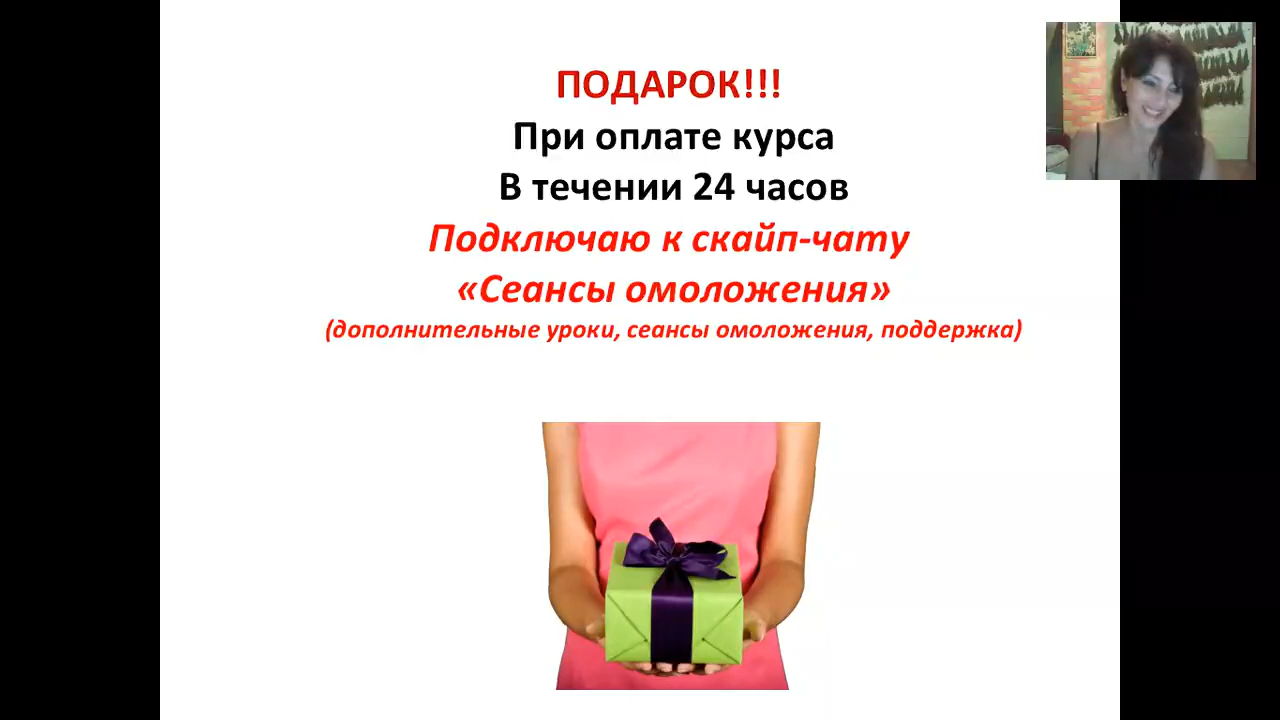 ПОДАРОК!!!
При оплате курса
В течении 24 часов
Подключаю к скайп-чату
«Сеансы омоложения»
(дополнительные уроки, сеансы омоложения, поддержка)